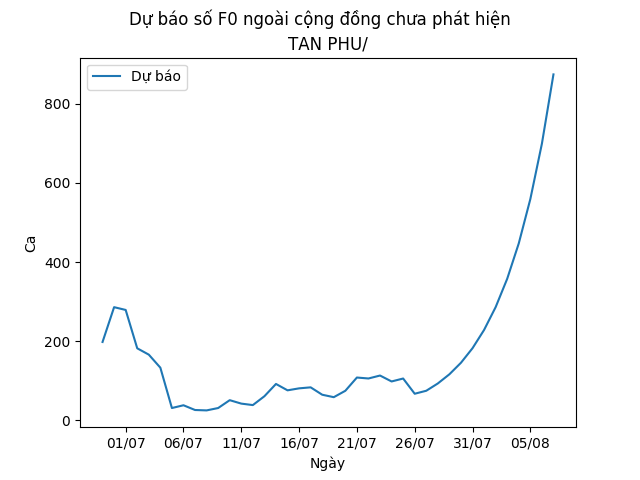 Dự báo số F0 ngoài cộng đồng chưa phát hiện
TAN PHU/
Dự báo
800
600
400
200
0
Ca
01/07 06/07 11/07 16/07 21/07 26/07 31/07 05/08
Ngày